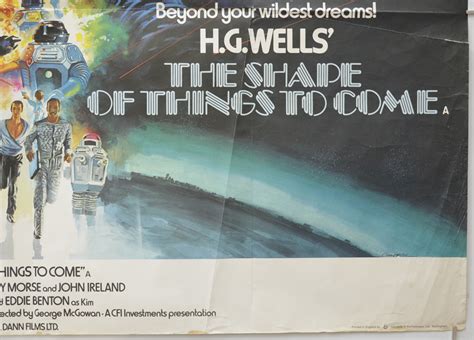 Beyond your wildest dreams!
H.G. WELLS'
THE SHAPE
OF THINGS TO COME A
THINGS TO COME" A
Y MORSE and JOHN IRELAND
d EDDIE BENTON as Kim
ected by George McGowan - A CFI Investments presentation
DANN FILMS LTD.